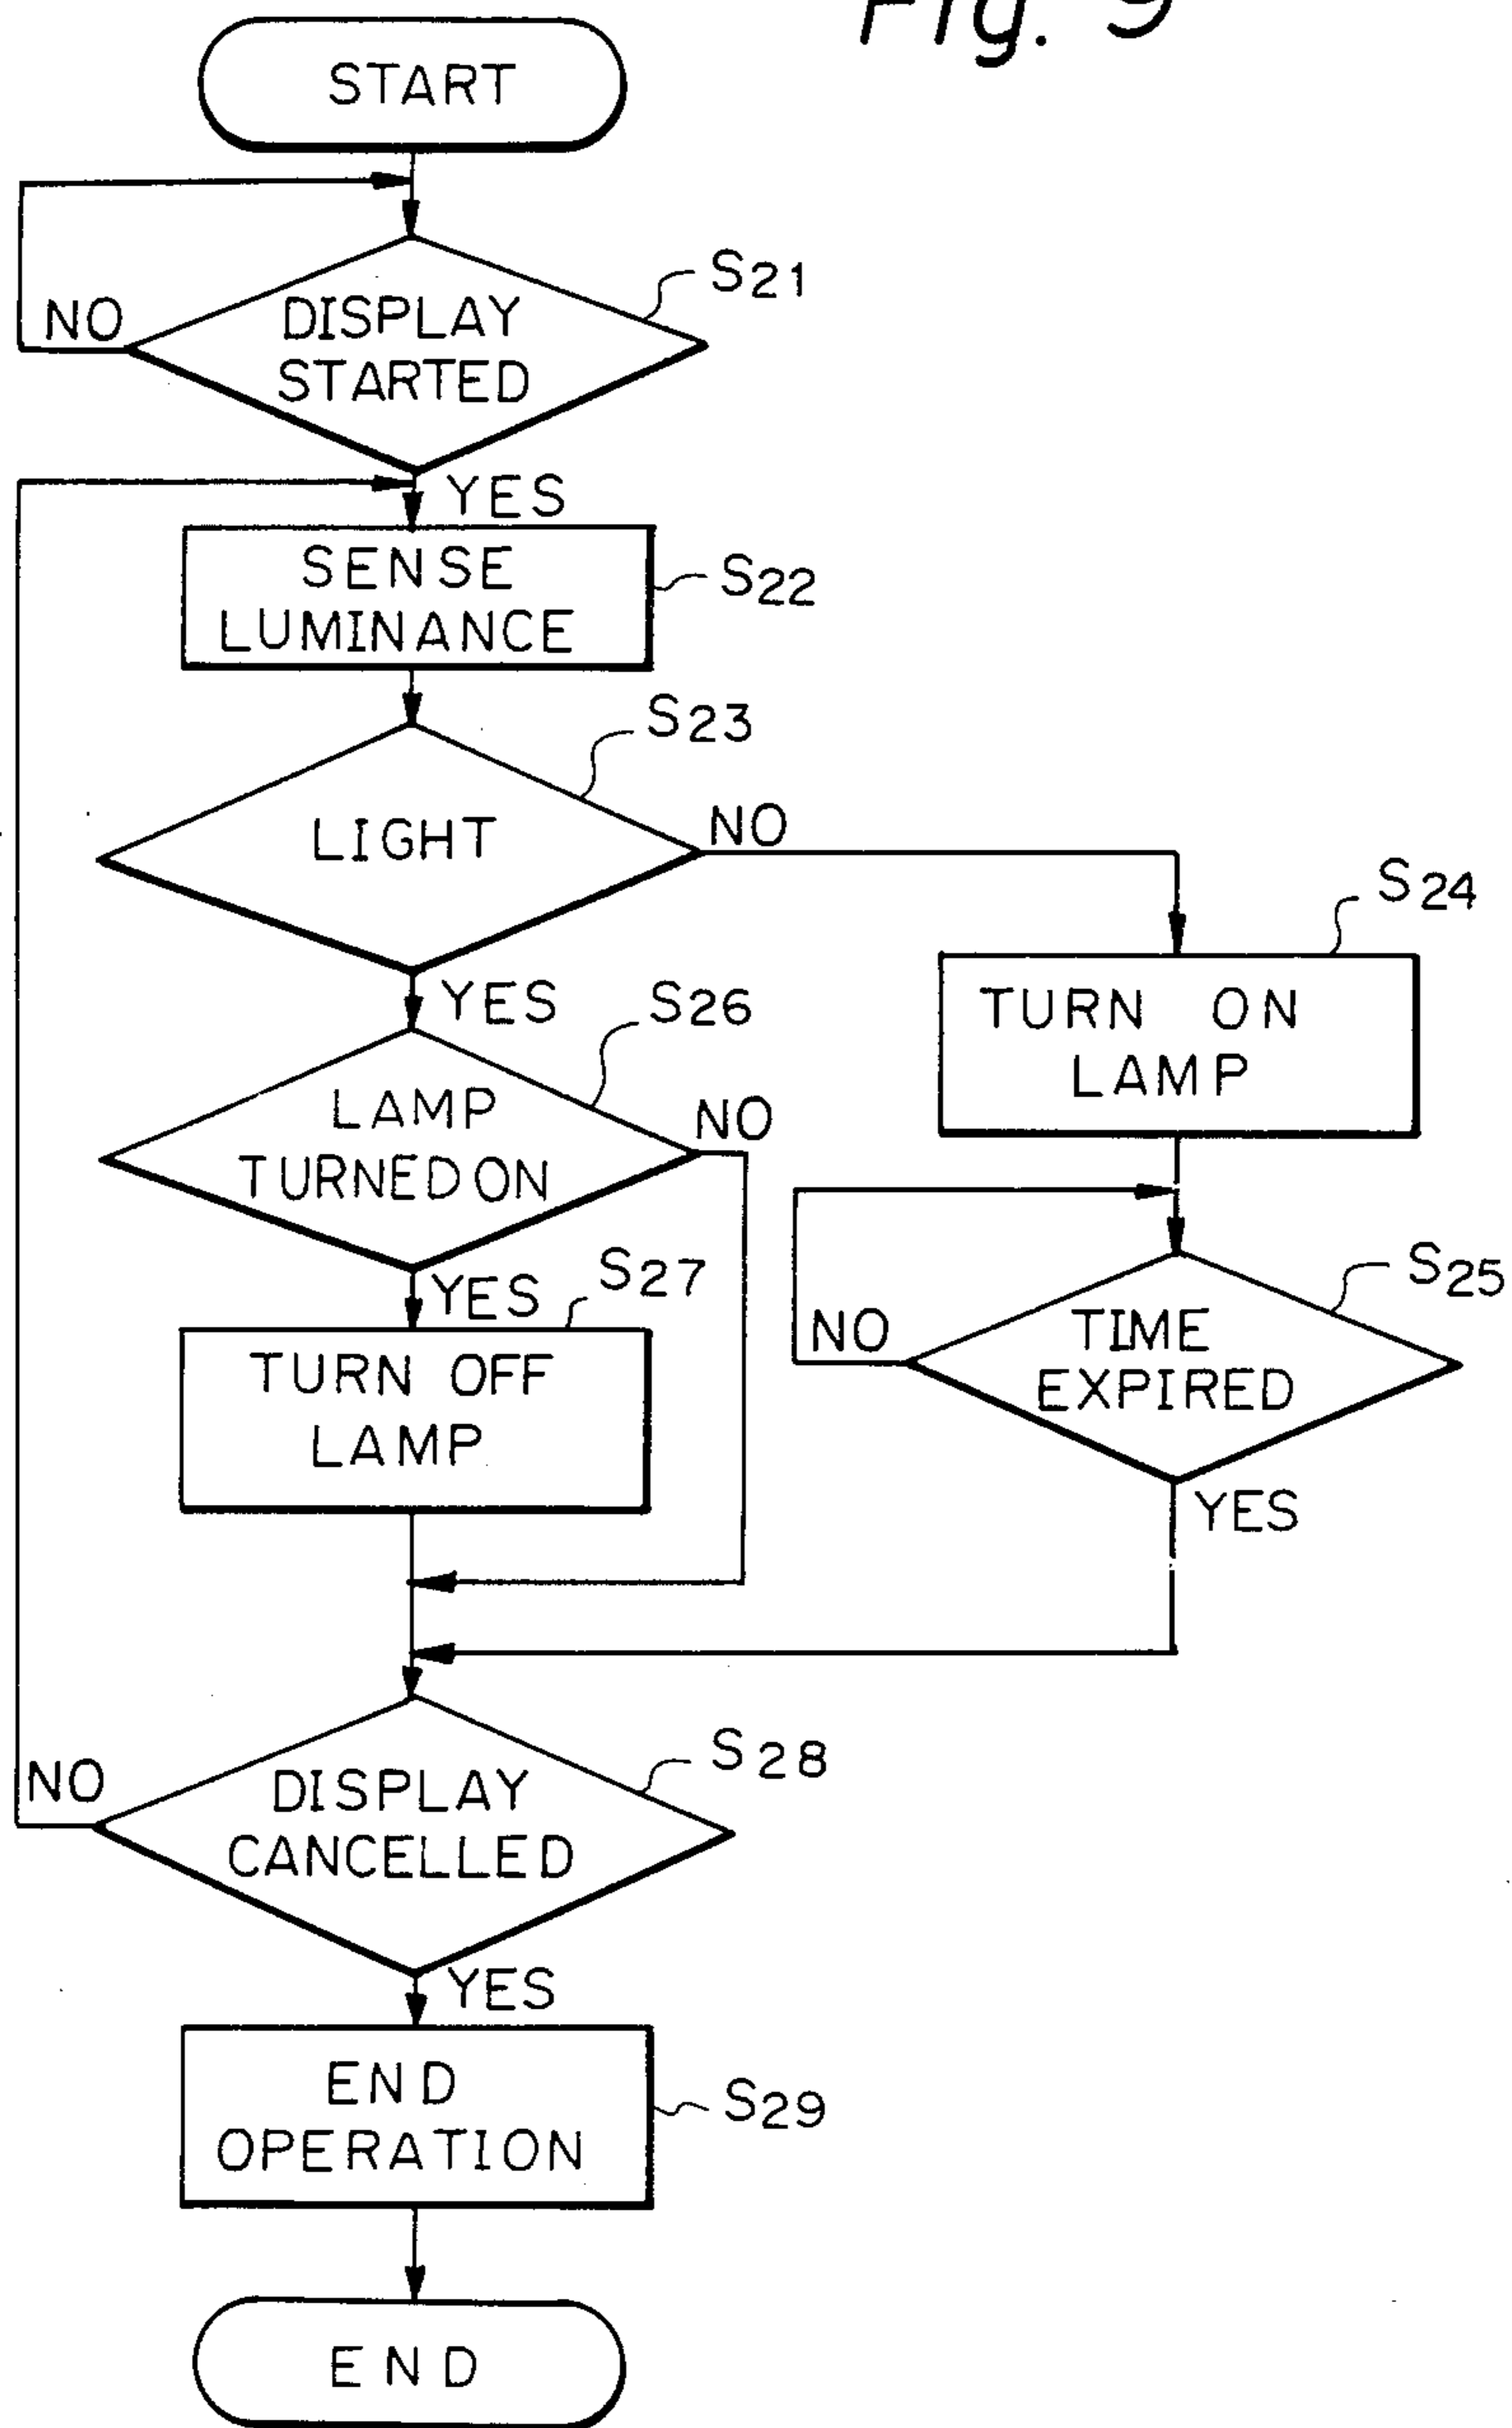 Fig. 9
START
S21
NO
DISPLAY
STARTED
YES
SENSE
LUMINANCE
S22
S23
LIGHT
NO
S24
YES
TURN ON
LAMP
S26
LAMP
TURNED ON
NO
S27
YES
S25
NO
TIME
EXPIRED
TURN OFF
LAMP
YES
S28
NO
DISPLAY
CANCELLED
YES
END
OPERATION
S29
END